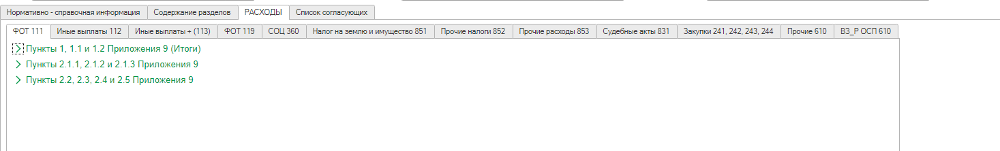 Нормативно - справочная информация Содержание разделов РАСХОДЫ Список согласующих
ФОТ 111 Иные выплаты 112 Иные выплаты + (113) ФОТ 119 СОЦ 360 Налог на землю и имущество 851 Прочие налоги 852 Прочие расходы 853 Судебные акты 831 Закупки 241, 242, 243, 244 Прочие 610 ВЗ_Р ОСП 610
Пункты 1, 1.1 и 1.2 Приложения 9 (Итоги)
Пункты 2.1.1, 2.1.2 и 2.1.3 Приложения 9
Пункты 2.2, 2.3, 2.4 и 2.5 Приложения 9